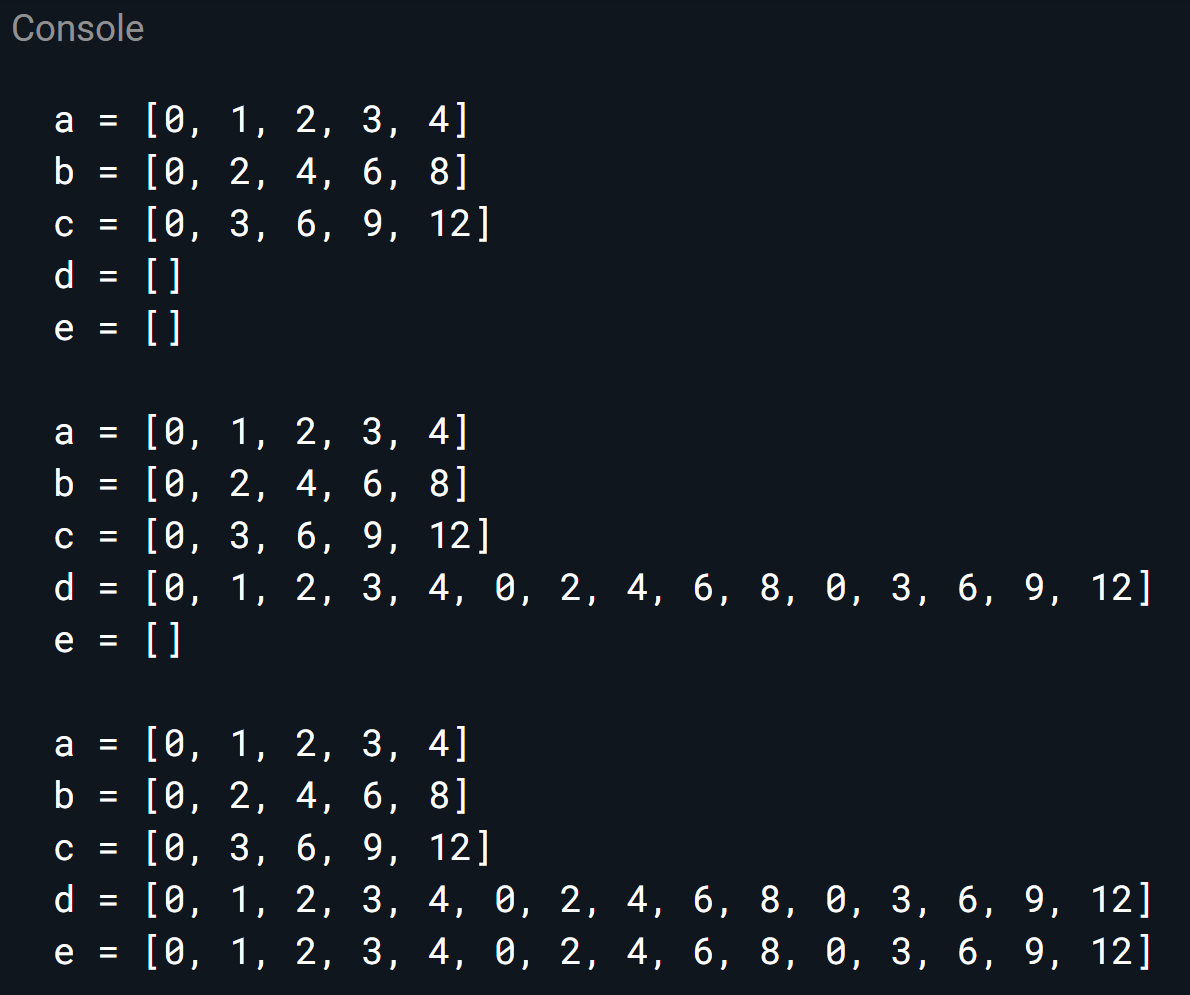 Console
a = [0, 1, 2, 3, 4]
b = [0, 2, 4, 6, 8]
c = [0, 3, 6, 9, 12]
d = []
e = []
a = [0, 1, 2, 3, 4]
b = [0, 2, 4, 6, 8]
c = [0, 3, 6, 9, 12]
d = [0, 1, 2, 3, 4, 0, 2, 4, 6, 8, 0, 3, 6, 9, 12]
e = []
a = [0, 1, 2, 3, 4]
b = [0, 2, 4, 6, 8]
c = [0, 3, 6, 9, 12]
d = [0, 1, 2, 3, 4, 0, 2, 4, 6, 8, 0, 3, 6, 9, 12]
e = [0, 1, 2, 3, 4, 0, 2, 4, 6, 8, 0, 3, 6, 9, 12]